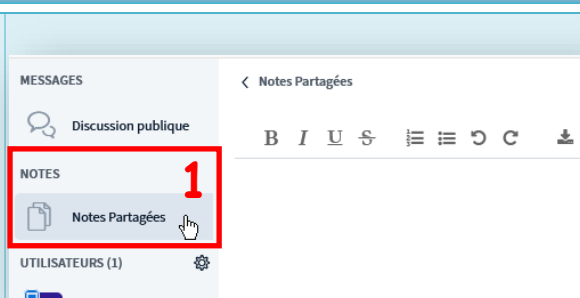 MESSAGES
Discussion publique
NOTES
1
Notes Partagées
UTILISATEURS (1)
Notes Partagées
B I U S